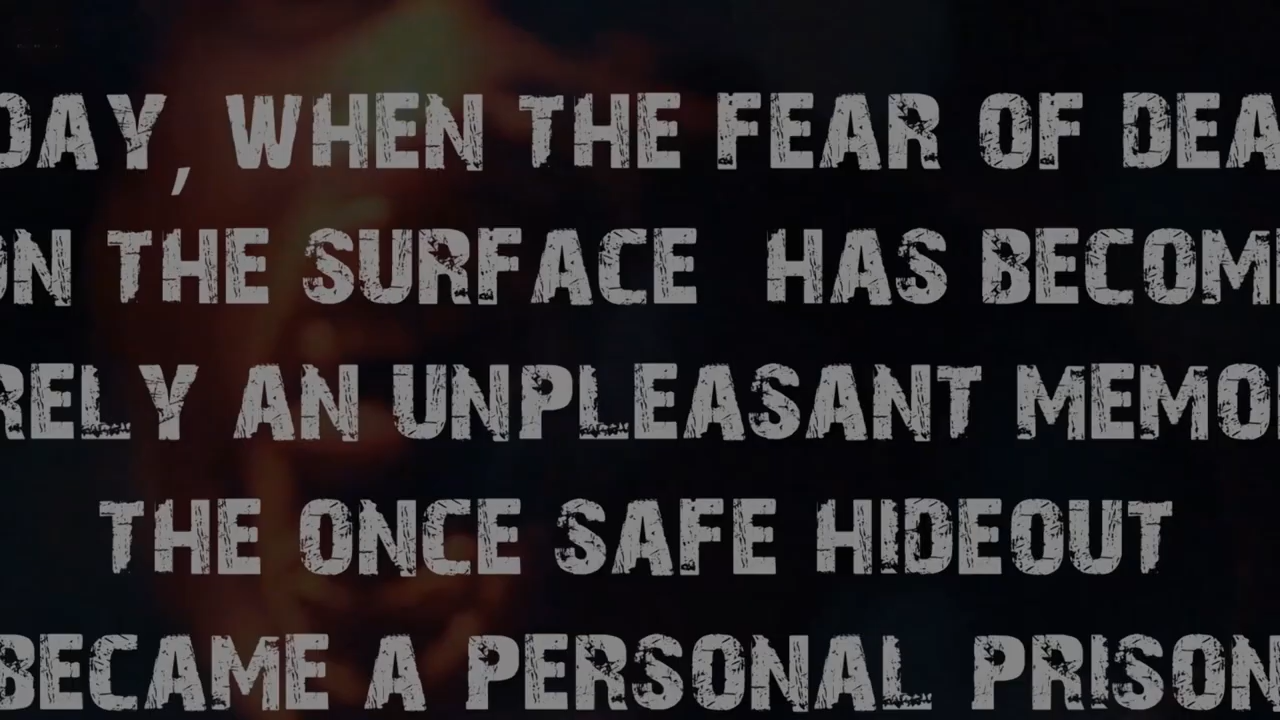 DAY, WHEN THE FEAR OF DEA
ON THE SURFACE HAS BECOME
RELY AN UNPLEASANT MEMO
THE ONCE SAFE HIDEOUT
BECAME A PERSONAL PRISON